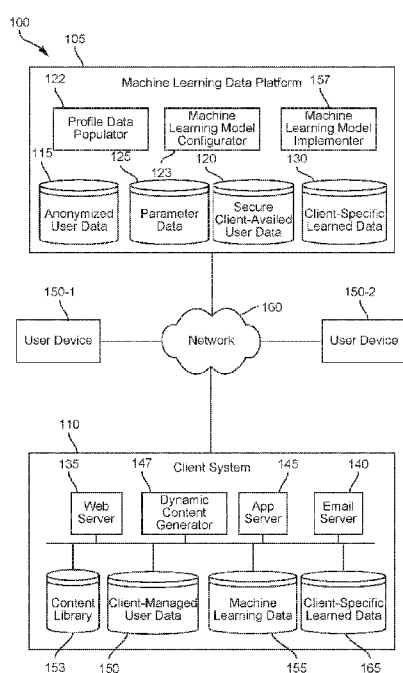 100
105
Machine Learning Data Platform
122
157
Profile Data
Populator
Machine
Learning Model
Configurator
Machine
Learning Model
Implementer
115
125
123
120
130
Anonymized
User Data
Parameter
Data
Secure
Client-Availed
User Data
Client-Specific
Learned Data
150-1
160
150-2
User Device
Network
User Device
110
Client System
135
147
145
140
Web
Server
Dynamic
Content
Generator
App
Server
Email
Server
Content
Library
Client-Managed
User Data
Machine
Learning Data
Client-Specific
Learned Data
153
150
155
165